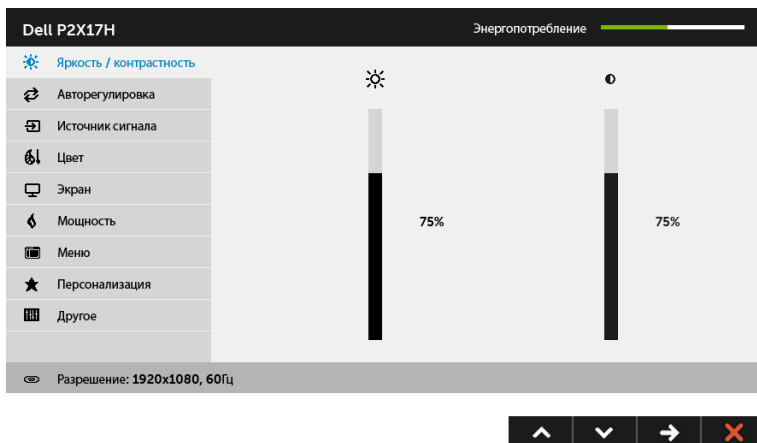 Dell P2X17H
Энергопотребление
Яркость / контрастность
Авторегулировка
Источник сигнала
Цвет
Экран
Мощность
75%
75%
Меню
Персонализация
Другое
Разрешение: 1920x1080, 60Гц